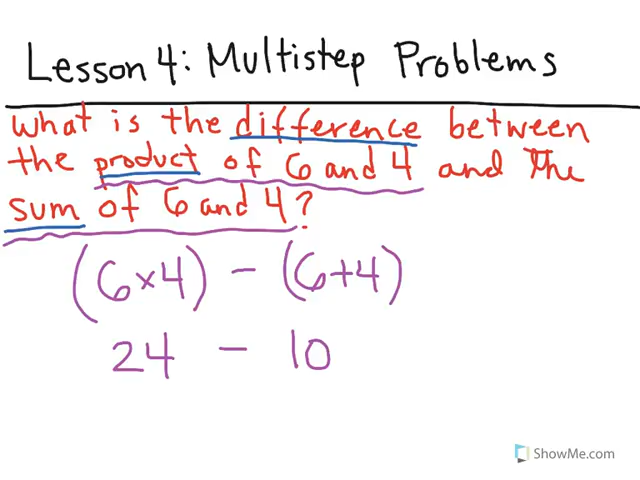 Lesson 4: Multistep Problems
What is the difference between
the product of 6 and 4 and the
sum of 6 and 4?
(6×4) − (6+4)
24 − 10
ShowMe.com